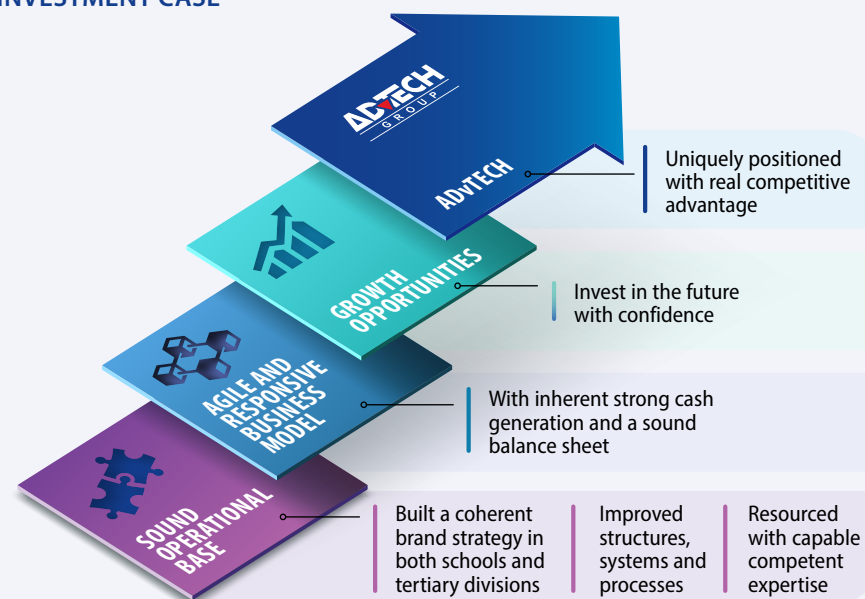 INVESTMENT CASE
ADvTECH
GROUP
ADvTECH
Uniquely positioned
with real competitive
advantage
GROWTH
OPPORTUNITIES
Invest in the future
with confidence
AGILE AND
RESPONSIVE
BUSINESS
MODEL
With inherent strong cash
generation and a sound
balance sheet
SOUND
OPERATIONAL
BASE
Built a coherent
brand strategy in
both schools and
tertiary divisions
Improved
structures,
systems and
processes
Resourced
with capable
competent
expertise